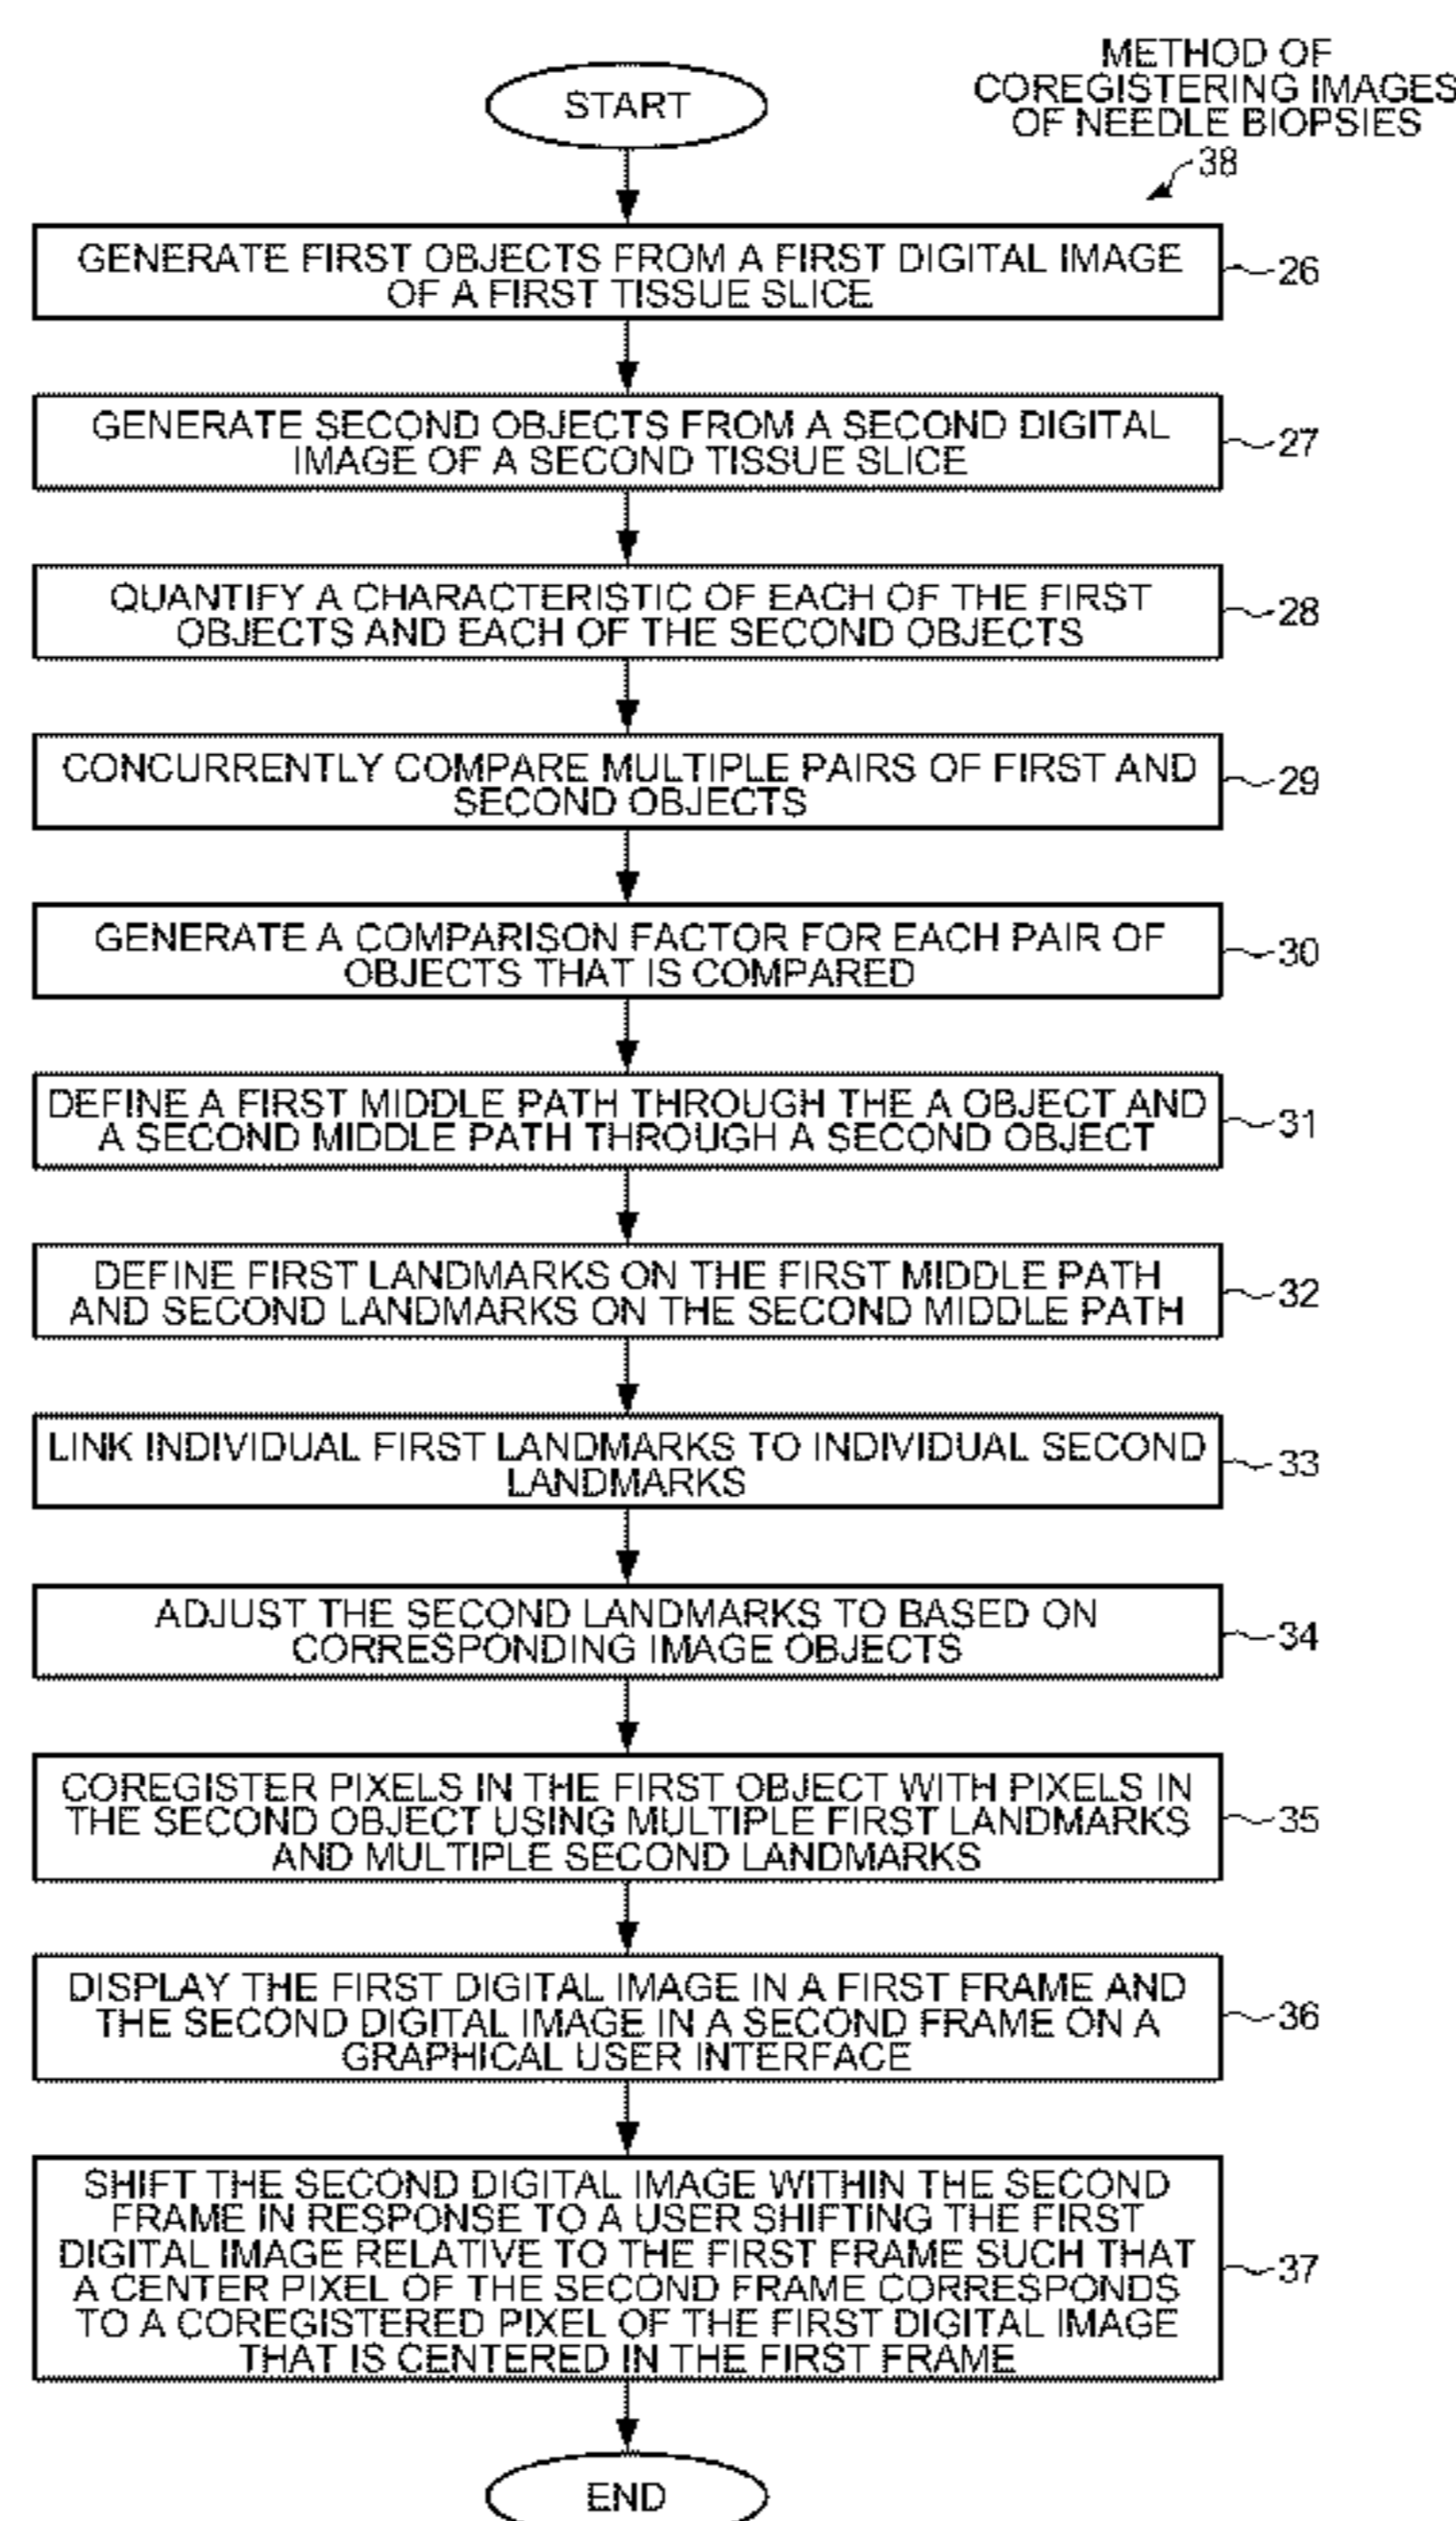 METHOD OF
COREGISTERING IMAGES
OF NEEDLE BIOPSIES
38
START
GENERATE FIRST OBJECTS FROM A FIRST DIGITAL IMAGE
OF A FIRST TISSUE SLICE
26
GENERATE SECOND OBJECTS FROM A SECOND DIGITAL
IMAGE OF A SECOND TISSUE SLICE
27
QUANTIFY A CHARACTERISTIC OF EACH OF THE FIRST
OBJECTS AND EACH OF THE SECOND OBJECTS
28
CONCURRENTLY COMPARE MULTIPLE PAIRS OF FIRST AND
SECOND OBJECTS
29
GENERATE A COMPARISON FACTOR FOR EACH PAIR OF
OBJECTS THAT IS COMPARED
30
DEFINE A FIRST MIDDLE PATH THROUGH THE A OBJECT AND
A SECOND MIDDLE PATH THROUGH A SECOND OBJECT
31
DEFINE FIRST LANDMARKS ON THE FIRST MIDDLE PATH
AND SECOND LANDMARKS ON THE SECOND MIDDLE PATH
32
LINK INDIVIDUAL FIRST LANDMARKS TO INDIVIDUAL SECOND
LANDMARKS
33
ADJUST THE SECOND LANDMARKS TO BASED ON
CORRESPONDING IMAGE OBJECTS
34
COREGISTER PIXELS IN THE FIRST OBJECT WITH PIXELS IN
THE SECOND OBJECT USING MULTIPLE FIRST LANDMARKS
AND MULTIPLE SECOND LANDMARKS
35
DISPLAY THE FIRST DIGITAL IMAGE IN A FIRST FRAME AND
THE SECOND DIGITAL IMAGE IN A SECOND FRAME ON A
GRAPHICAL USER INTERFACE
36
SHIFT THE SECOND DIGITAL IMAGE WITHIN THE SECOND
FRAME IN RESPONSE TO A USER SHIFTING THE FIRST
DIGITAL IMAGE RELATIVE TO THE FIRST FRAME SUCH THAT
A CENTER PIXEL OF THE SECOND FRAME CORRESPONDS
TO A COREGISTERED PIXEL OF THE FIRST DIGITAL IMAGE
THAT IS CENTERED IN THE FIRST FRAME
37
END